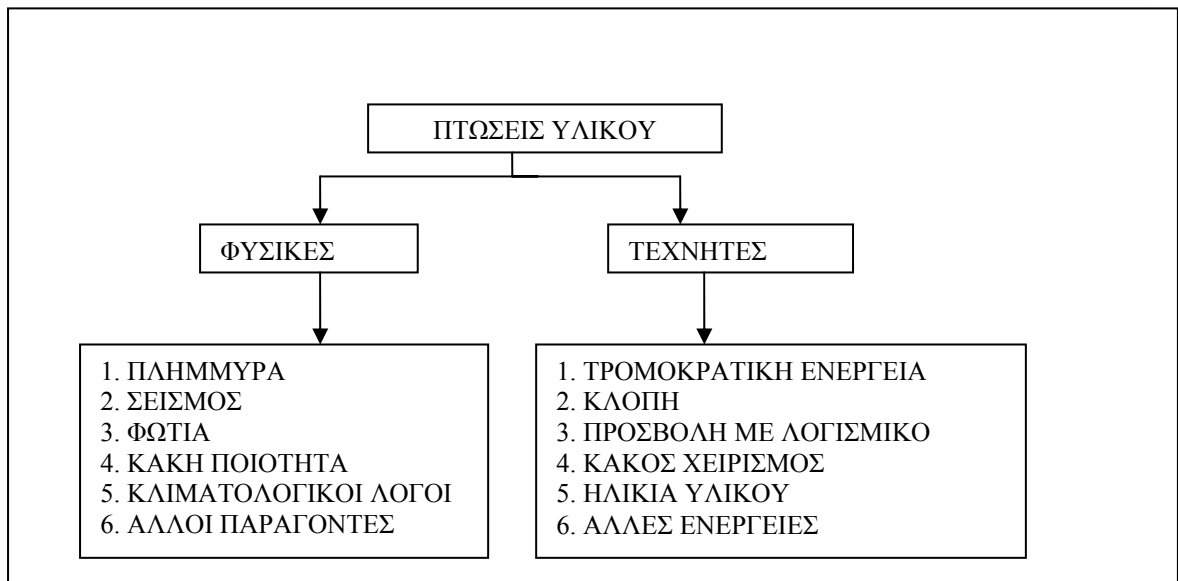 ΠΤΩΣΕΙΣ ΥΛΙΚΟΥ
ΦΥΣΙΚΕΣ
ΤΕΧΝΗΤΕΣ
1. ΠΛΗΜΜΥΡΑ
2. ΣΕΙΣΜΟΣ
3. ΦΩΤΙΑ
4. ΚΑΚΗ ΠΟΙΟΤΗΤΑ
5. ΚΛΙΜΑΤΟΛΟΓΙΚΟΙ ΛΟΓΟΙ
6. ΑΛΛΟΙ ΠΑΡΑΓΟΝΤΕΣ
1. ΤΡΟΜΟΚΡΑΤΙΚΗ ΕΝΕΡΓΕΙΑ
2. ΚΛΟΠΗ
3. ΠΡΟΣΒΟΛΗ ΜΕ ΛΟΓΙΣΜΙΚΟ
4. ΚΑΚΟΣ ΧΕΙΡΙΣΜΟΣ
5. ΗΛΙΚΙΑ ΥΛΙΚΟΥ
6. ΑΛΛΕΣ ΕΝΕΡΓΕΙΕΣ